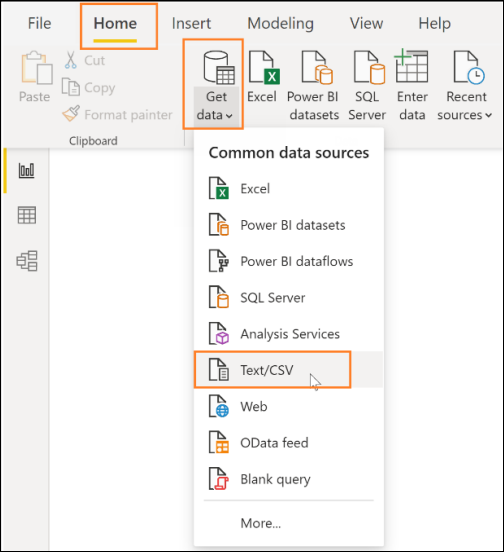 File Home Insert Modeling View Help
Paste
Cut
Copy
Format painter
Clipboard
Get data
Excel
Power BI datasets
SQL Server
Enter data
Recent sources
Common data sources
Excel
Power BI datasets
Power BI dataflows
SQL Server
Analysis Services
Text/CSV
Web
OData feed
Blank query
More...